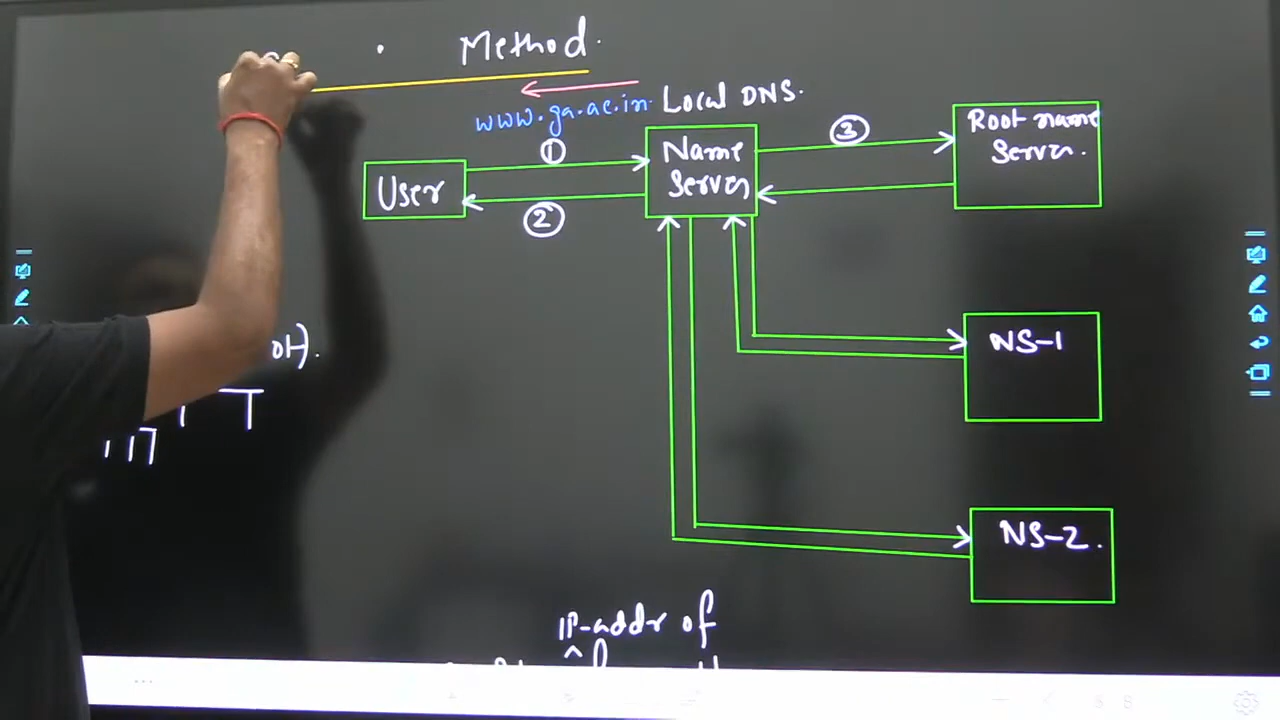 Method.
www.ga.ac.in.
Local DNS.
① ③
User
Name
Server
Root name
Server.
②
NS-1
NS-2.
IP-addr of